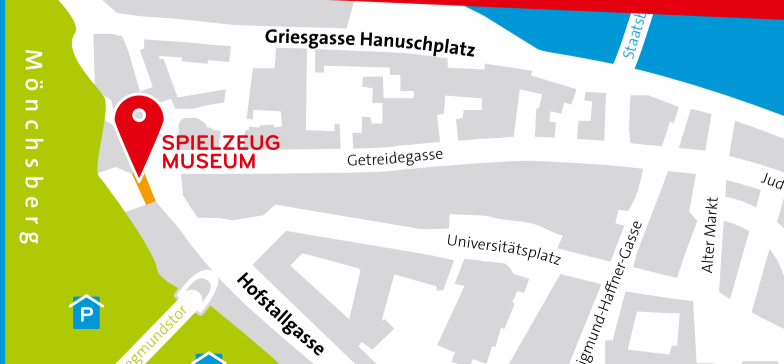 Griesgasse Hanuschplatz
Mönchsberg
SPIELZEUG
MUSEUM
Getreidegasse
Universitätsplatz
Alter Markt
Hofstallgasse
P